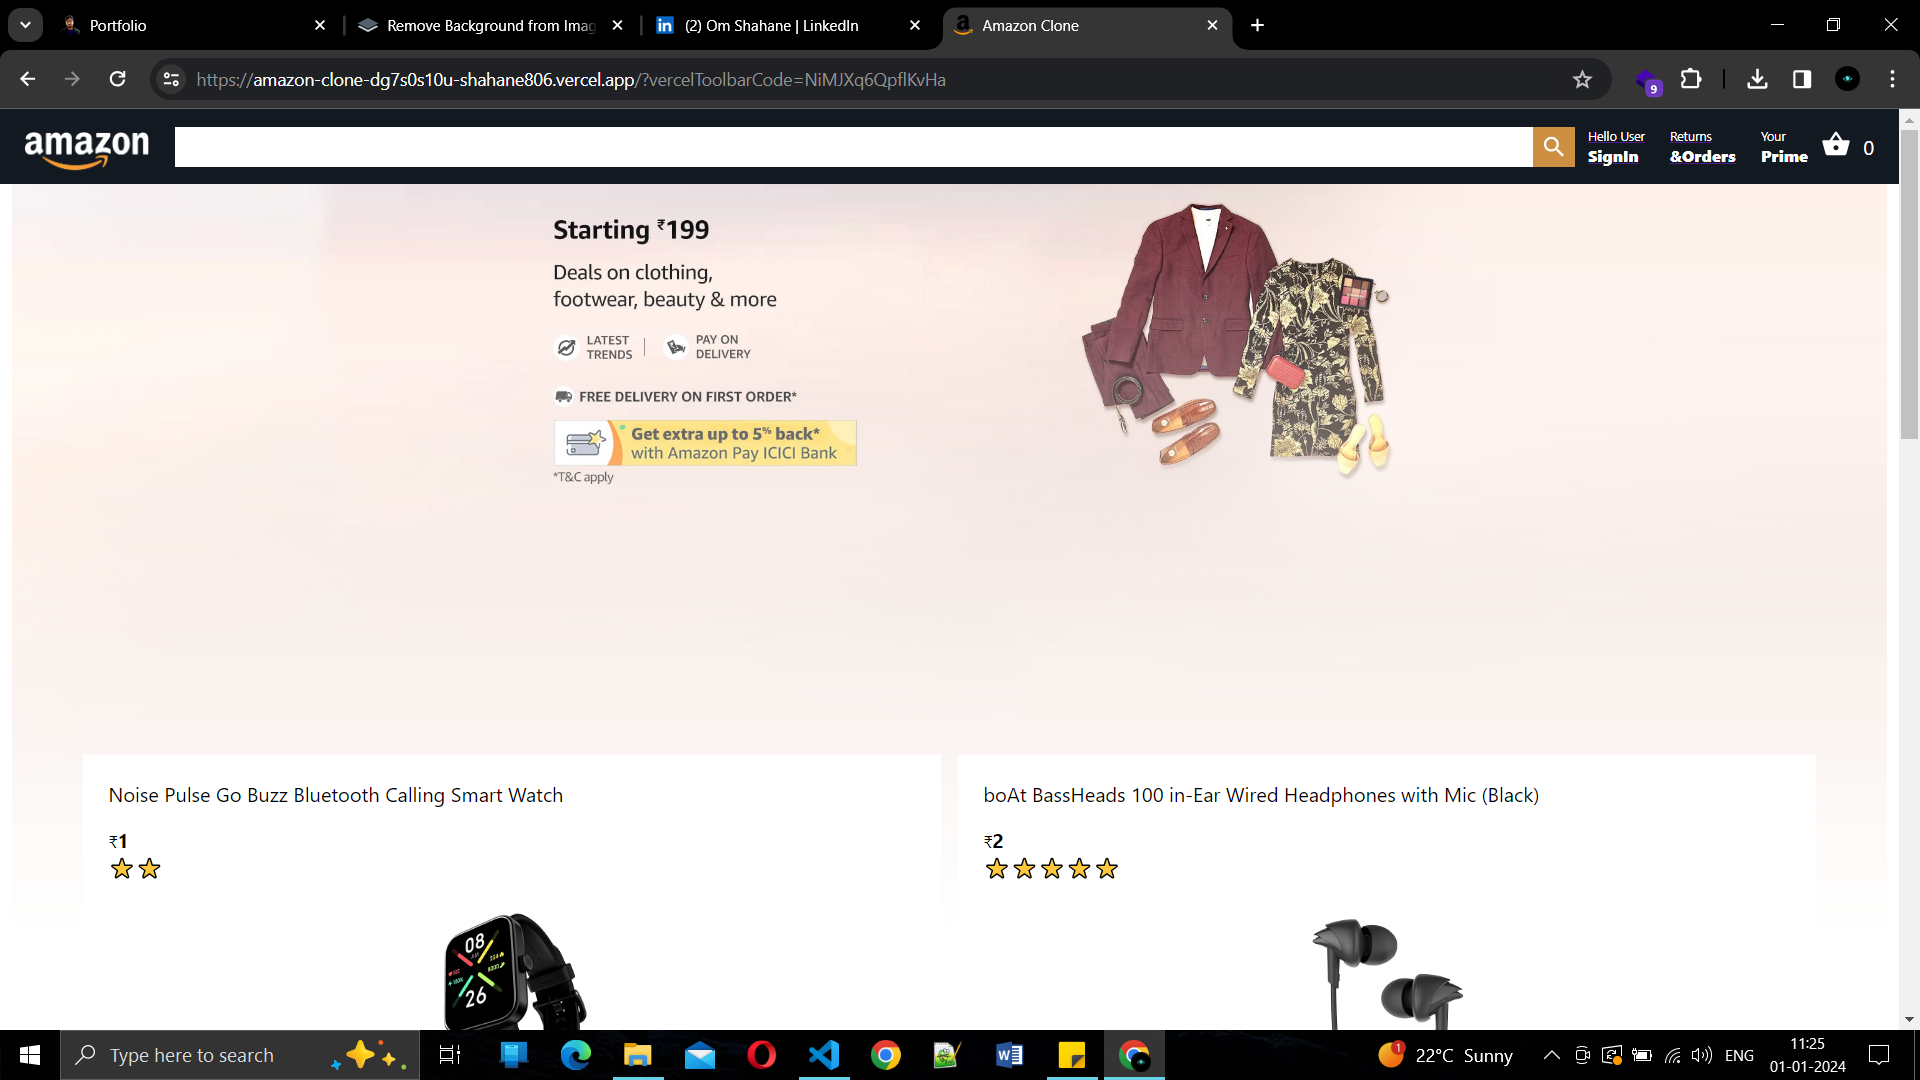 Portfolio
Remove Background from Imag
(2) Om Shahane | LinkedIn
Amazon Clone
https://amazon-clone-dg7s0s10u-shahane806.vercel.app/?vercelToolbarCode=NiMJXq6QpflKvHa
9
amazon
Hello User
SignIn
Returns
&Orders
Your
Prime
0
Starting ₹199
Deals on clothing,
footwear, beauty & more
LATEST
TRENDS
PAY ON
DELIVERY
FREE DELIVERY ON FIRST ORDER*
Get extra up to 5% back*
with Amazon Pay ICICI Bank
*T&C apply
Noise Pulse Go Buzz Bluetooth Calling Smart Watch
₹1
boAt BassHeads 100 in-Ear Wired Headphones with Mic (Black)
₹2
08
26
Type here to search
1
22°C Sunny
ENG
11:25
01-01-2024